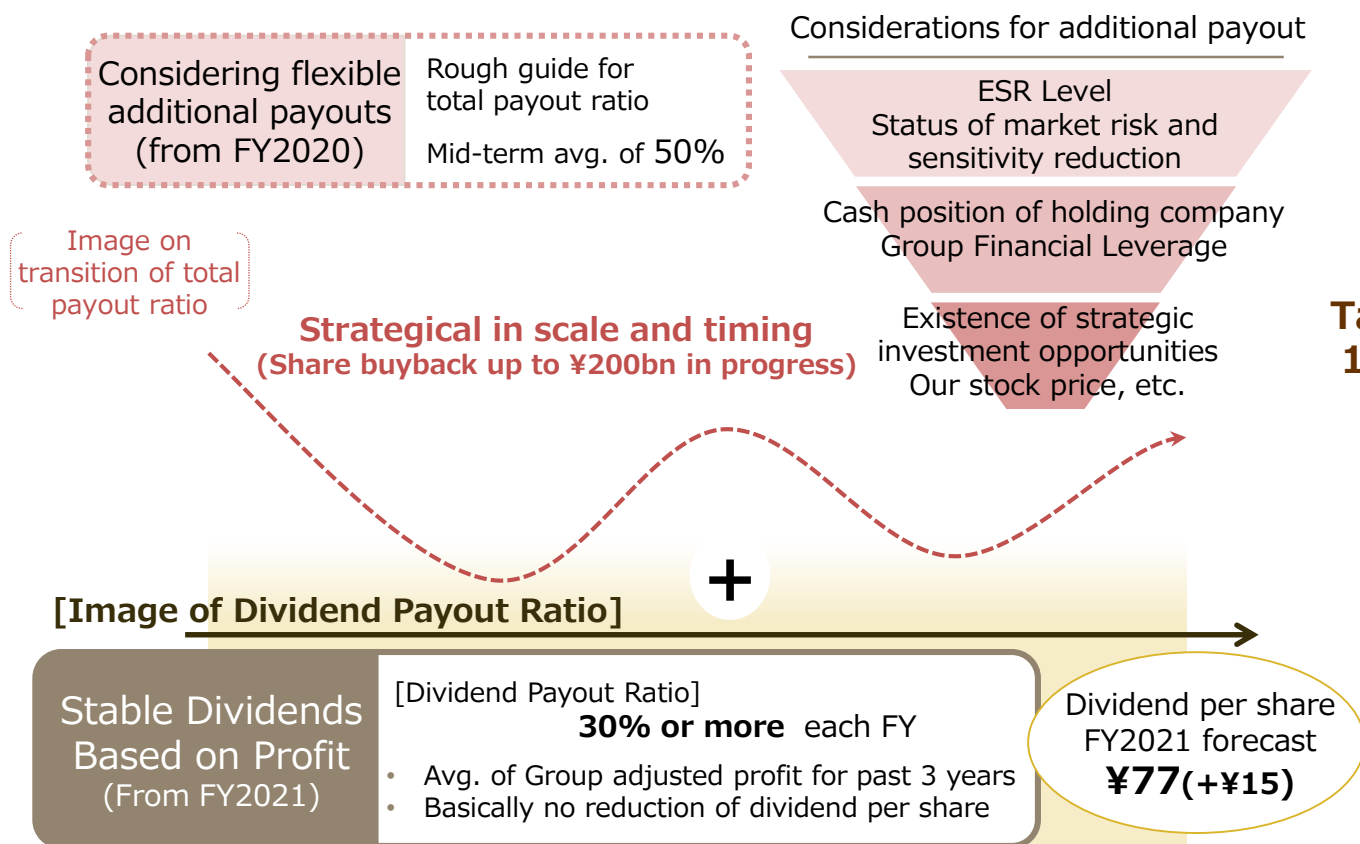 Considering flexible
additional payouts
(from FY2020)
Rough guide for
total payout ratio
Mid-term avg. of 50%
Considerations for additional payout
ESR Level
Status of market risk and
sensitivity reduction
Cash position of holding company
Group Financial Leverage
Existence of strategic
investment opportunities
Our stock price, etc.
Image on
transition of total
payout ratio
Strategical in scale and timing
(Share buyback up to ¥200bn in progress)
+
[Image of Dividend Payout Ratio]
Stable Dividends
Based on Profit
(From FY2021)
[Dividend Payout Ratio]
30% or more each FY
• Avg. of Group adjusted profit for past 3 years
• Basically no reduction of dividend per share
Dividend per share
FY2021 forecast
¥77(+¥15)